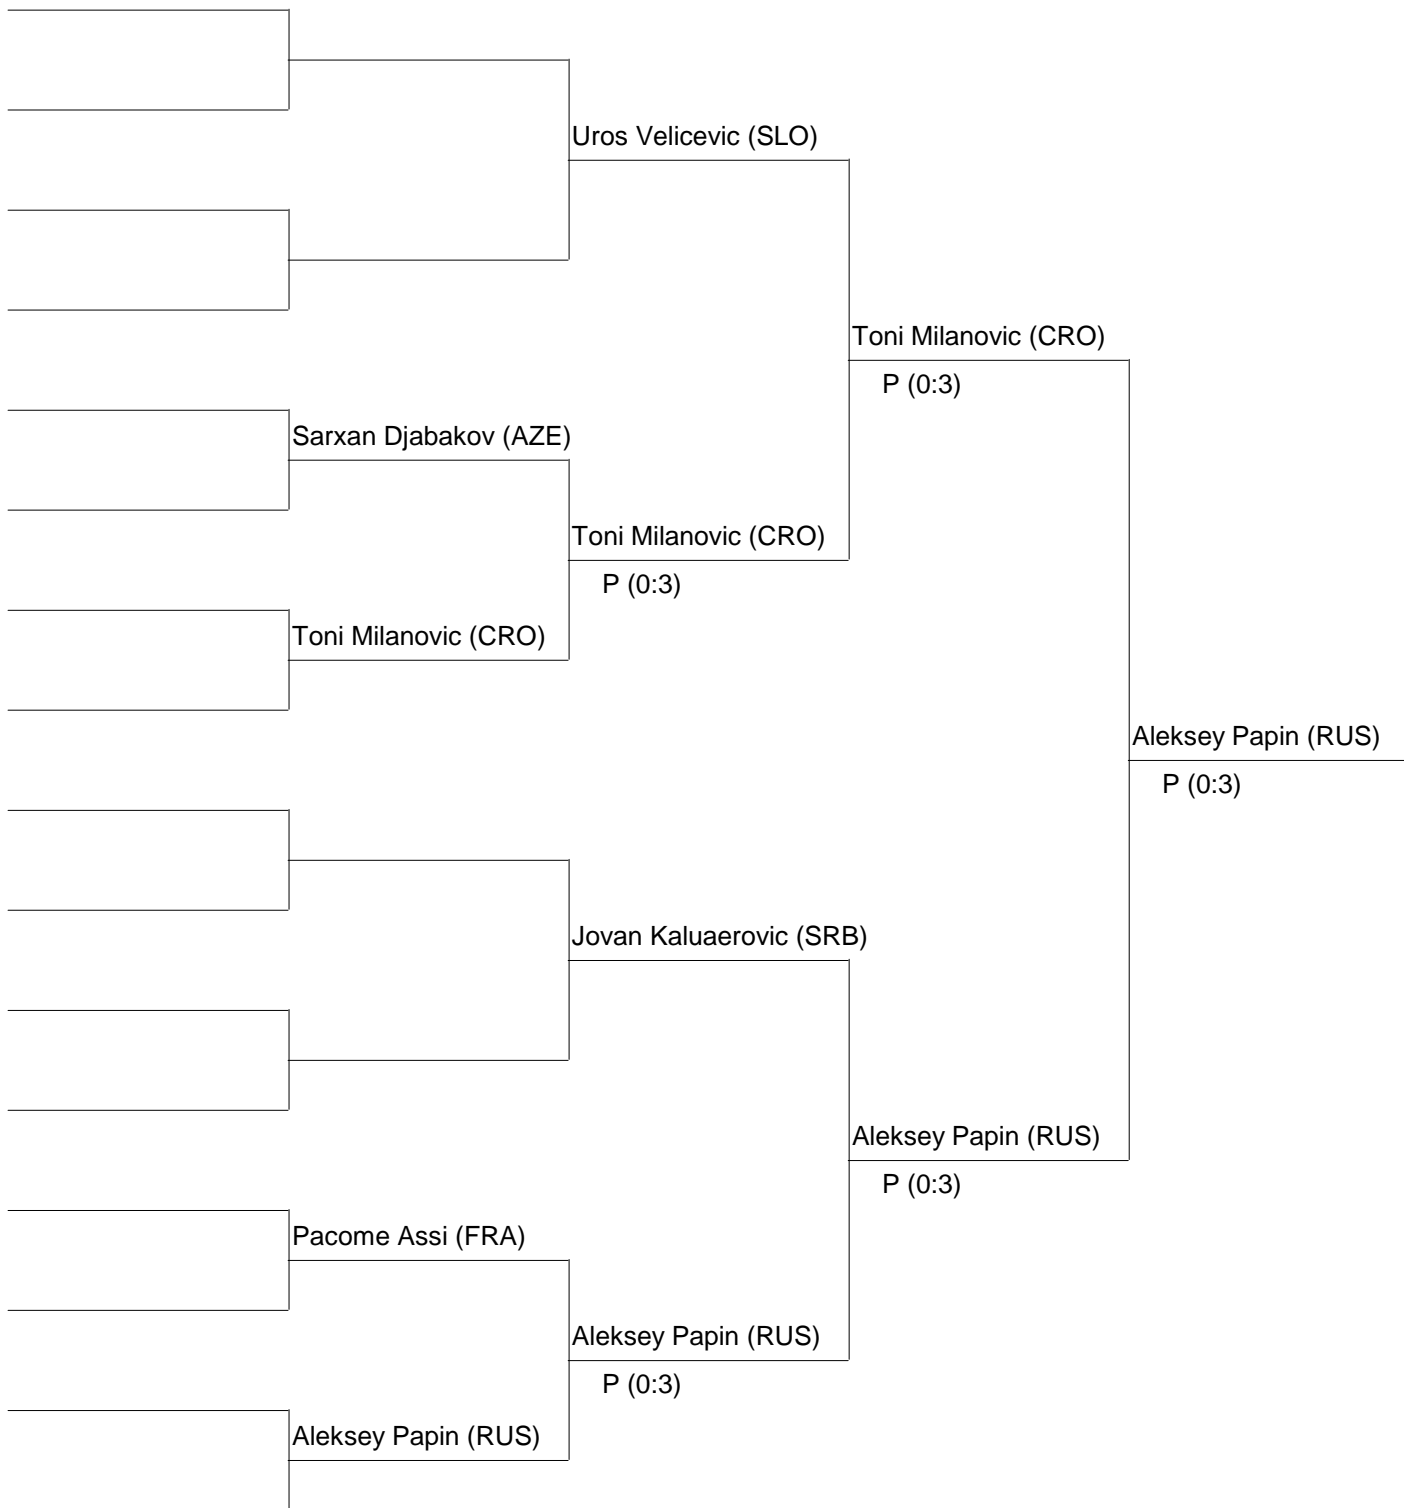 Uros Velicevic (SLO)
Toni Milanovic (CRO)
P (0:3)
Sarxan Djabakov (AZE)
Toni Milanovic (CRO)
P (0:3)
Toni Milanovic (CRO)
Aleksey Papin (RUS)
P (0:3)
Jovan Kaluaerovic (SRB)
Aleksey Papin (RUS)
P (0:3)
Pacome Assi (FRA)
Aleksey Papin (RUS)
P (0:3)
Aleksey Papin (RUS)